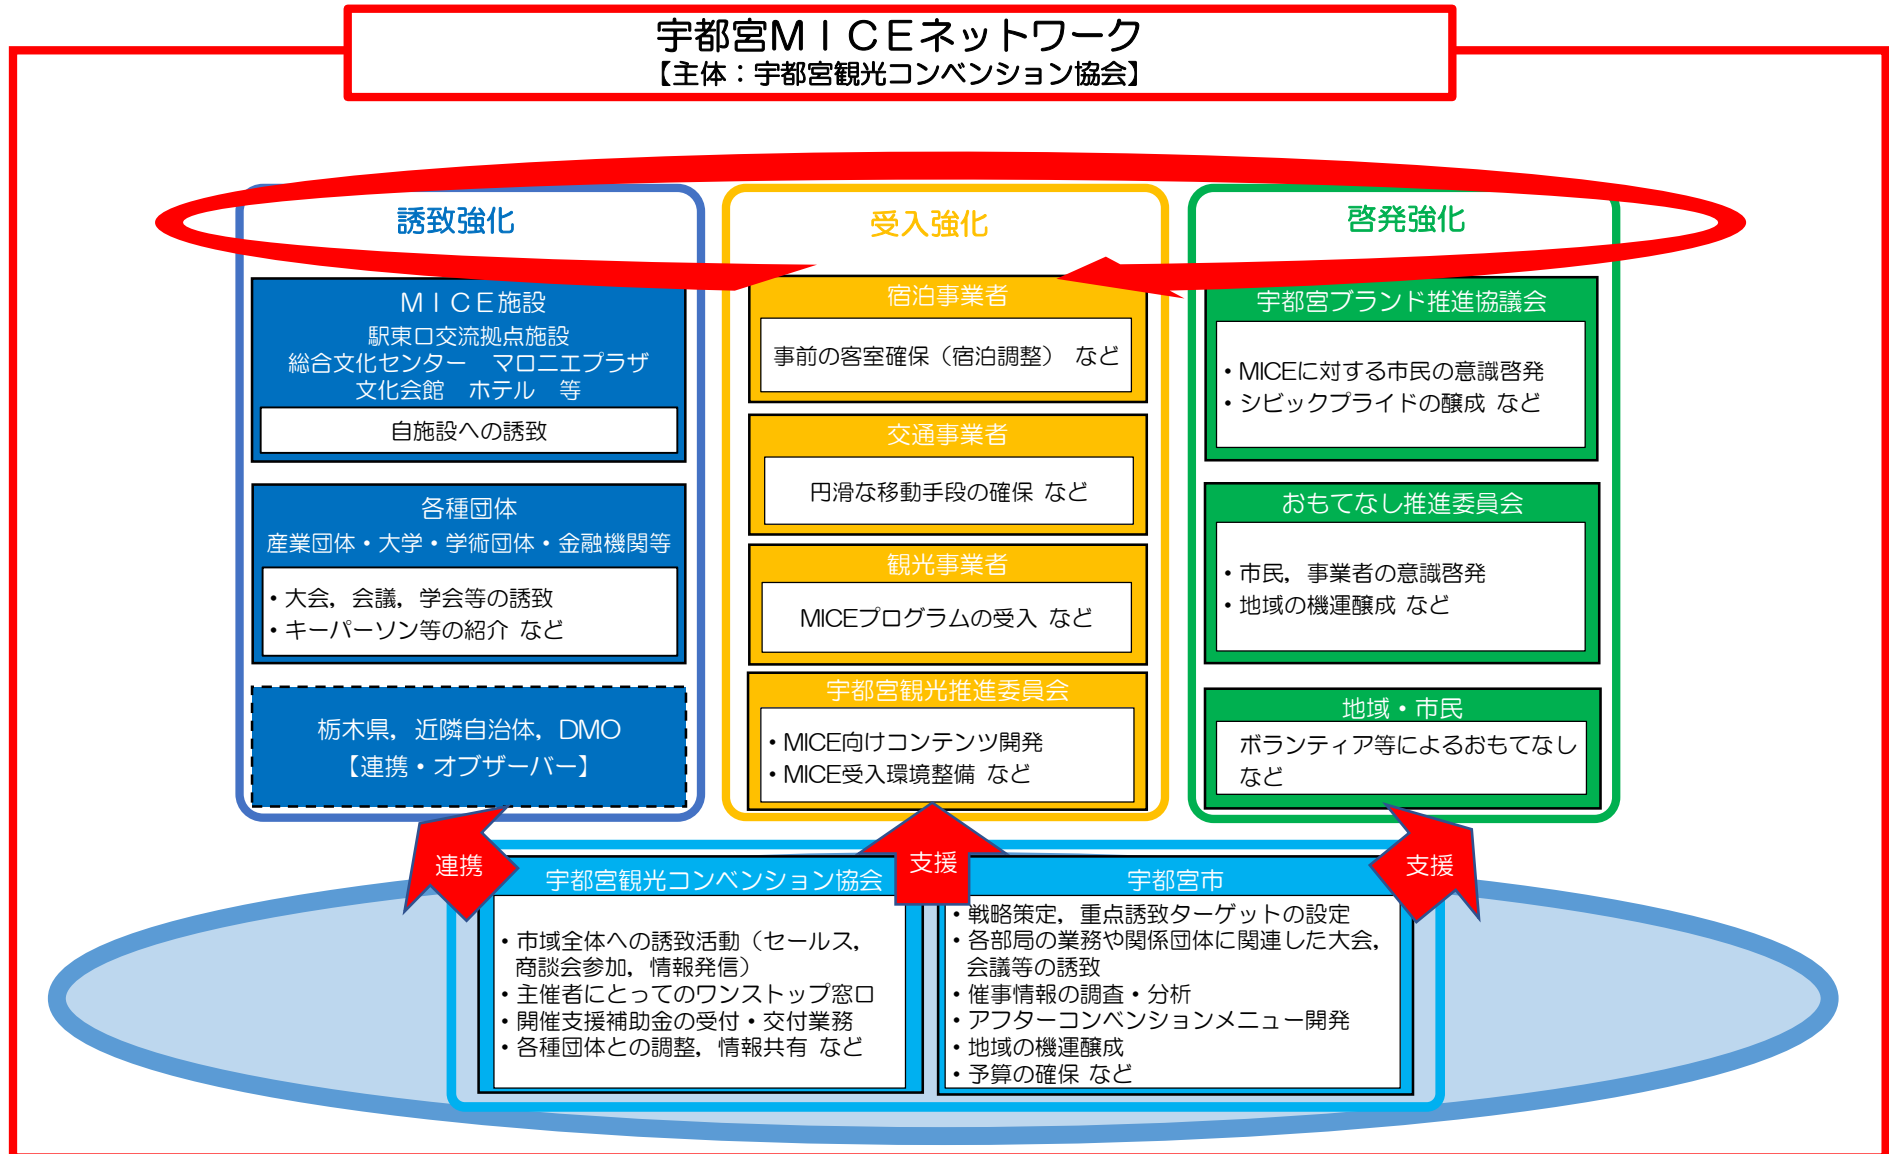 宇都宮ＭＩＣＥネットワーク
【主体：宇都宮観光コンベンション協会】
誘致強化
ＭＩＣＥ施設
駅東口交流拠点施設
総合文化センター　マロニエプラザ
文化会館　ホテル　等
自施設への誘致
各種団体
産業団体・大学・学術団体・金融機関等
・大会，会議，学会等の誘致
・キーパーソン等の紹介 など
栃木県，近隣自治体，DMO
【連携・オブザーバー】
受入強化
宿泊事業者
事前の客室確保（宿泊調整） など
交通事業者
円滑な移動手段の確保 など
観光事業者
MICEプログラムの受入 など
宇都宮観光推進委員会
・MICE向けコンテンツ開発
・MICE受入環境整備 など
啓発強化
宇都宮ブランド推進協議会
・MICEに対する市民の意識啓発
・シビックプライドの醸成 など
おもてなし推進委員会
・市民，事業者の意識啓発
・地域の機運醸成 など
地域・市民
ボランティア等によるおもてなし
など
連携
支援
支援
宇都宮観光コンベンション協会
・市域全体への誘致活動（セールス，
商談会参加，情報発信）
・主催者にとってのワンストップ窓口
・開催支援補助金の受付・交付業務
・各種団体との調整，情報共有 など
宇都宮市
・戦略策定，重点誘致ターゲットの設定
・各部局の業務や関係団体に関連した大会，
会議等の誘致
・催事情報の調査・分析
・アフターコンベンションメニュー開発
・地域の機運醸成
・予算の確保 など